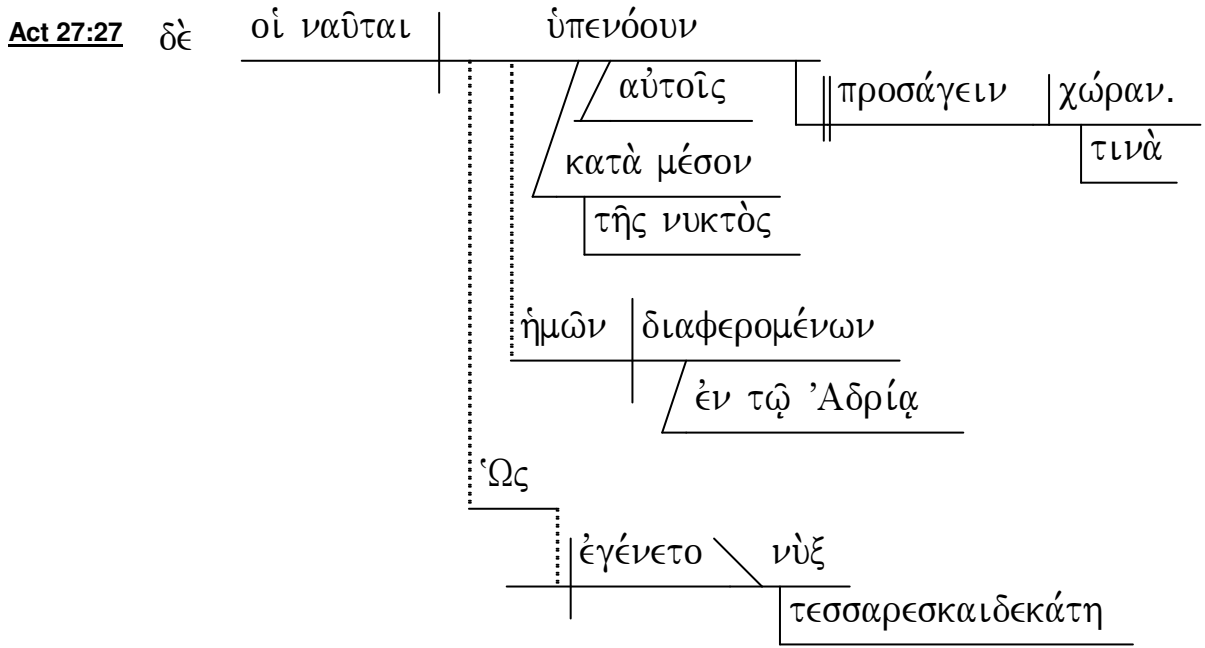 Act 27:27 δὲ οἱ ναῦται ὑπενόουν
αὐτοῖς
προσάγειν χώραν.
τινὰ
κατὰ μέσον
τῆς νυκτὸς
ἡμῶν διαφερομένων
ἐν τῷ Ἀδρίᾳ
Ὡς
ἐγένετο νὺξ
τεσσαρεσκαιδεκάτη